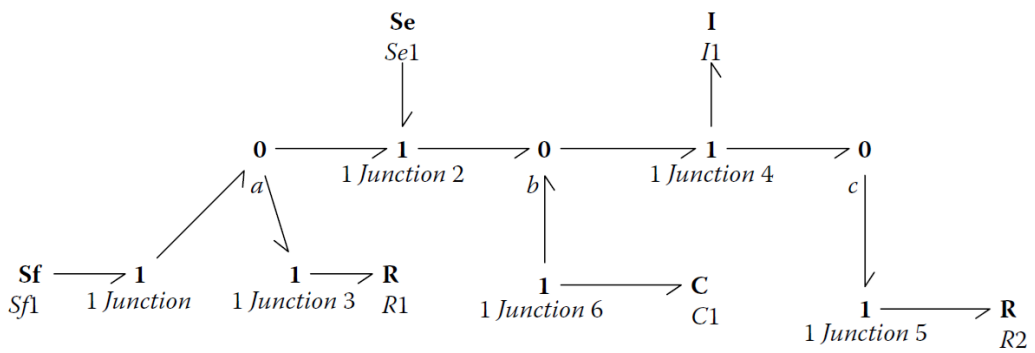 Se I
Se1 I1
0 1 0 1 0
a 1 Junction 2 b 1 Junction 4 c
Sf 1 1 R 1 C
Sf1 1 Junction 1 Junction 3 R1 1 Junction 6 C1
1 R
1 Junction 5 R2